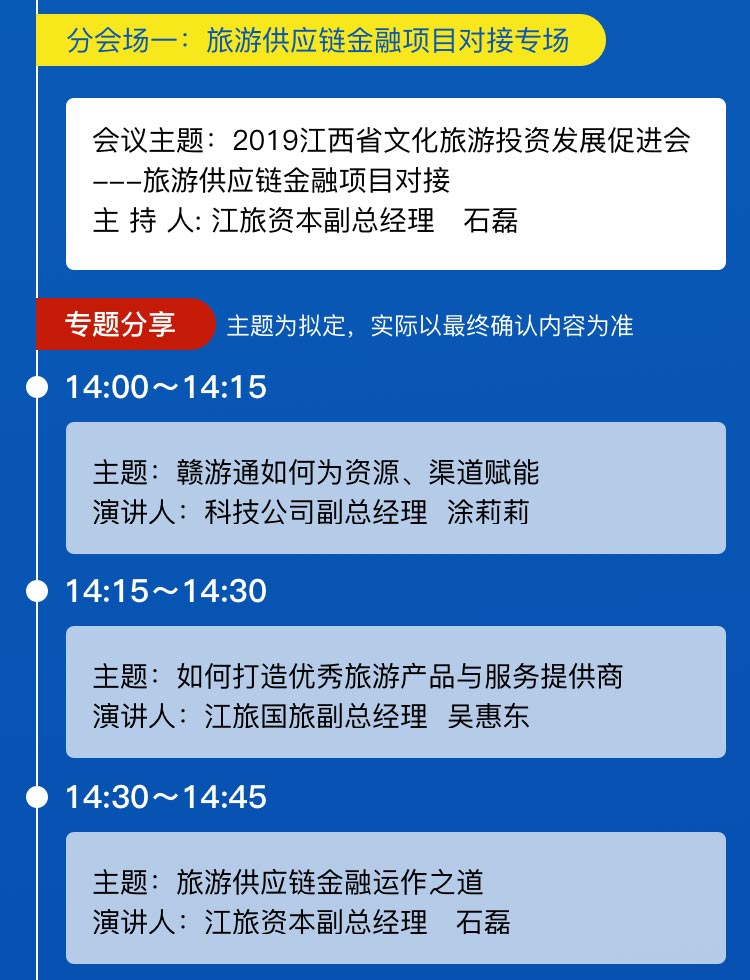 分会场一：旅游供应链金融项目对接专场
会议主题：2019江西省文化旅游投资发展促进会
---旅游供应链金融项目对接
主 持 人: 江旅资本副总经理 石磊
专题分享 主题为拟定，实际以最终确认内容为准
14:00～14:15
主题：赣游通如何为资源、渠道赋能
演讲人：科技公司副总经理 涂莉莉
14:15～14:30
主题：如何打造优秀旅游产品与服务提供商
演讲人：江旅国旅副总经理 吴惠东
14:30～14:45
主题：旅游供应链金融运作之道
演讲人：江旅资本副总经理 石磊